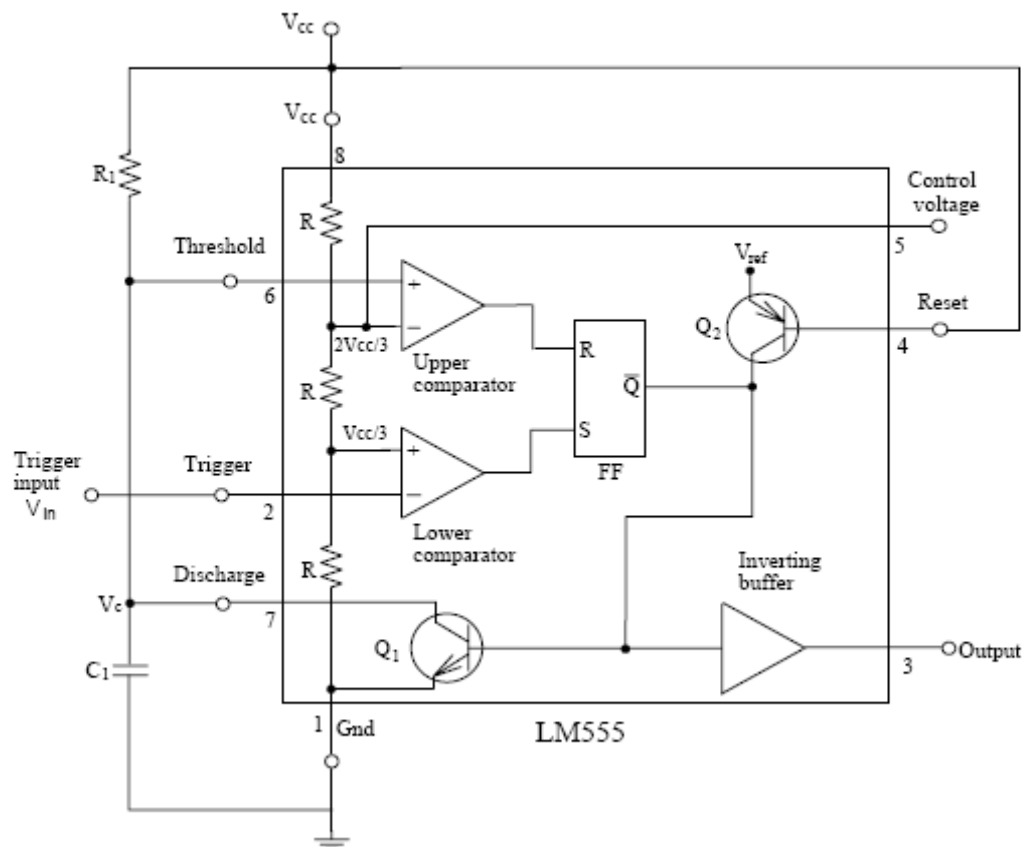 Vcc
Vcc
8
R1
R
Control
voltage
5
Threshold
6
+
−
2Vcc/3
Upper
comparator
Vref
Q2
Reset
4
R
Q̅
S
FF
R
Vcc/3
+
−
Trigger
input
Vin
Trigger
2
Lower
comparator
R
Discharge
7
Vc
Q1
Inverting
buffer
3
Output
C1
1
Gnd
LM555